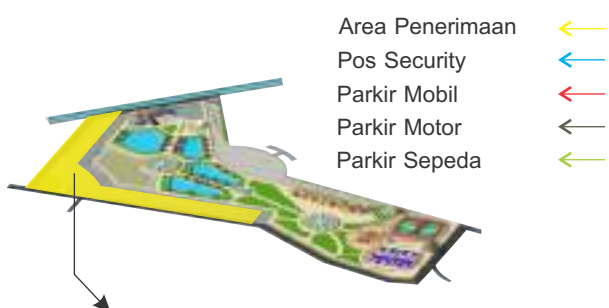 Area Penerimaan
Pos Security
Parkir Mobil
Parkir Motor
Parkir Sepeda